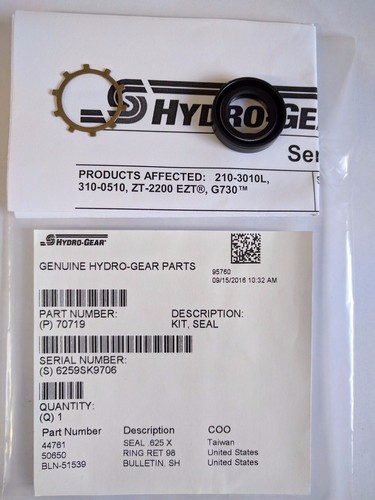 HYDRO-GEAR
Ser
PRODUCTS AFFECTED: 210-3010L,
310-0510, ZT-2200 EZT®, G730™
HYDRO-GEAR®
GENUINE HYDRO-GEAR PARTS
95760
09/15/2016 10:32 AM
PART NUMBER:
(P) 70719
DESCRIPTION:
KIT, SEAL
SERIAL NUMBER:
(S) 6259SK9706
QUANTITY:
(Q) 1
Part Number Description COO
44761 SEAL .625 X Taiwan
50650 RING RET 98 United States
BLN-51539 BULLETIN, SH United States